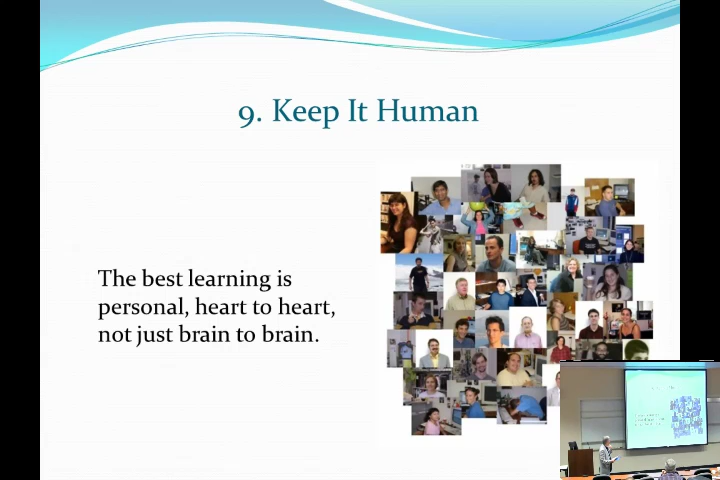 9. Keep It Human
The best learning is
personal, heart to heart,
not just brain to brain.